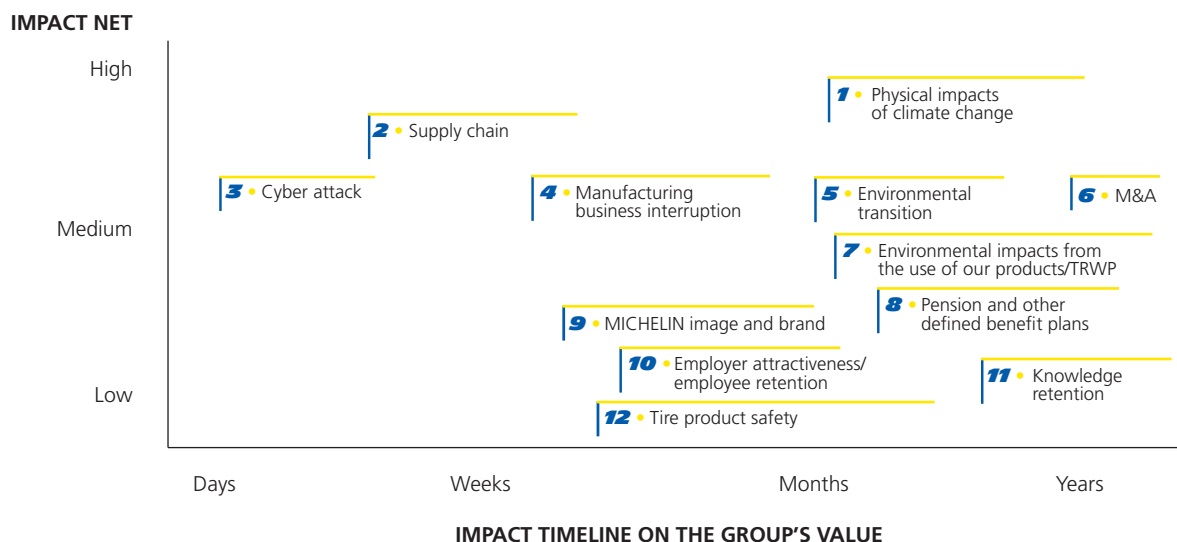 IMPACT NET
High
1 • Physical impacts
of climate change
2 • Supply chain
3 • Cyber attack
4 • Manufacturing
business interruption
5 • Environmental
transition
6 • M&A
Medium
7 • Environmental impacts from
the use of our products/TRWP
8 • Pension and other
defined benefit plans
9 • MICHELIN image and brand
10 • Employer attractiveness/
employee retention
11 • Knowledge
retention
Low
12 • Tire product safety
Days
Weeks
Months
Years
IMPACT TIMELINE ON THE GROUP'S VALUE